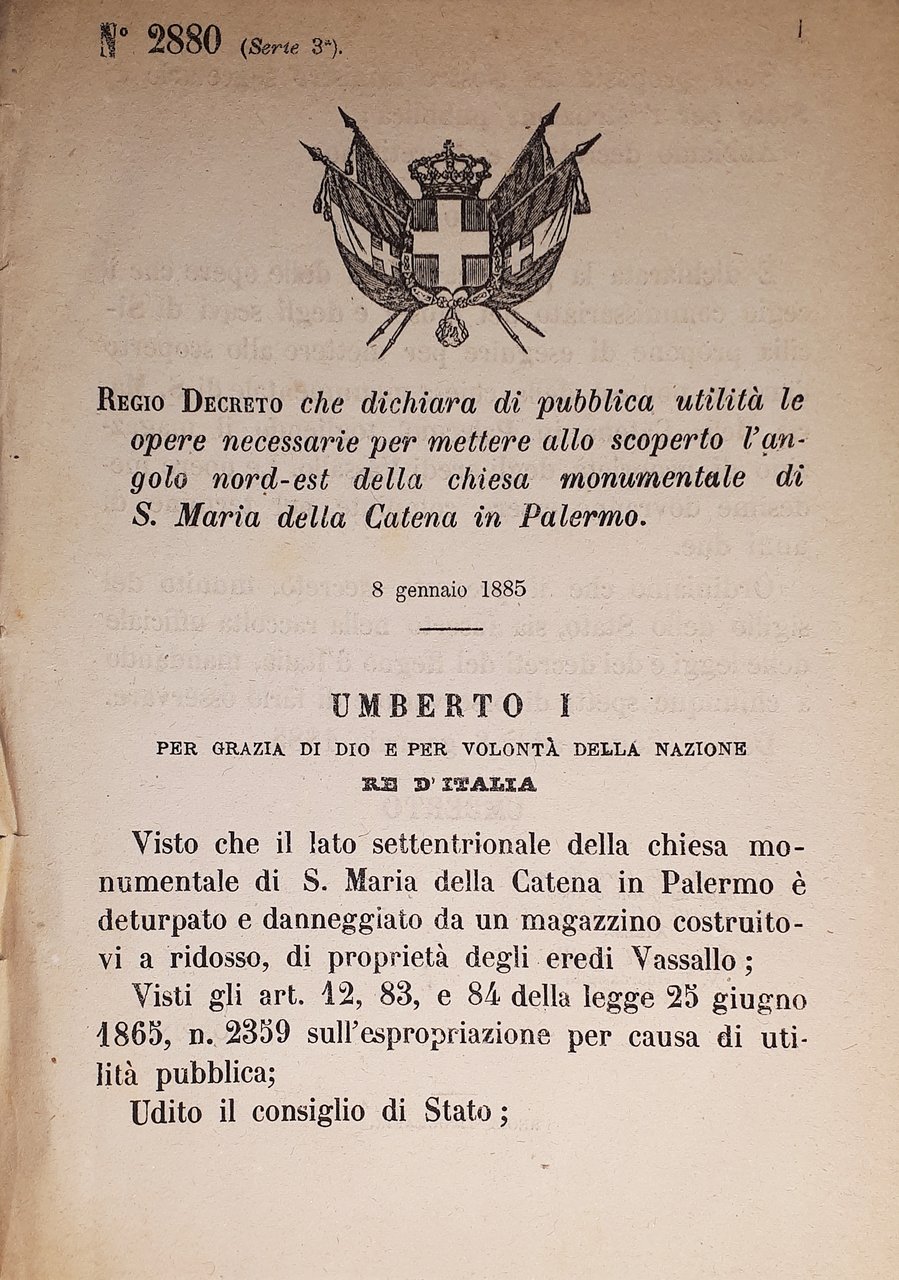 N° 2880 (Serie 3ª).
REGIO DECRETO che dichiara di pubblica utilità le
opere necessarie per mettere allo scoperto l'an-
golo nord-est della chiesa monumentale di
S. Maria della Catena in Palermo.
8 gennaio 1885
UMBERTO I
PER GRAZIA DI DIO E PER VOLONTÀ DELLA NAZIONE
RE D'ITALIA
Visto che il lato settentrionale della chiesa mo-
numentale di S. Maria della Catena in Palermo è
deturpato e danneggiato da un magazzino costruito-
vi a ridosso, di proprietà degli eredi Vassallo;
Visti gli art. 12, 83, e 84 della legge 25 giugno
1865, n. 2359 sull'espropriazione per causa di uti-
lità pubblica;
Udito il consiglio di Stato;